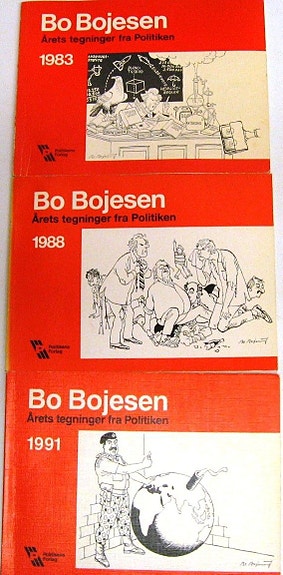 Bo Bojesen
Årets tegninger fra Politiken
1983
Politikens
Forlag
Bo Bojesen
Årets tegninger fra Politiken
1988
Politikens
Forlag
Bo Bojesen
Årets tegninger fra Politiken
1991
Politikens
Forlag